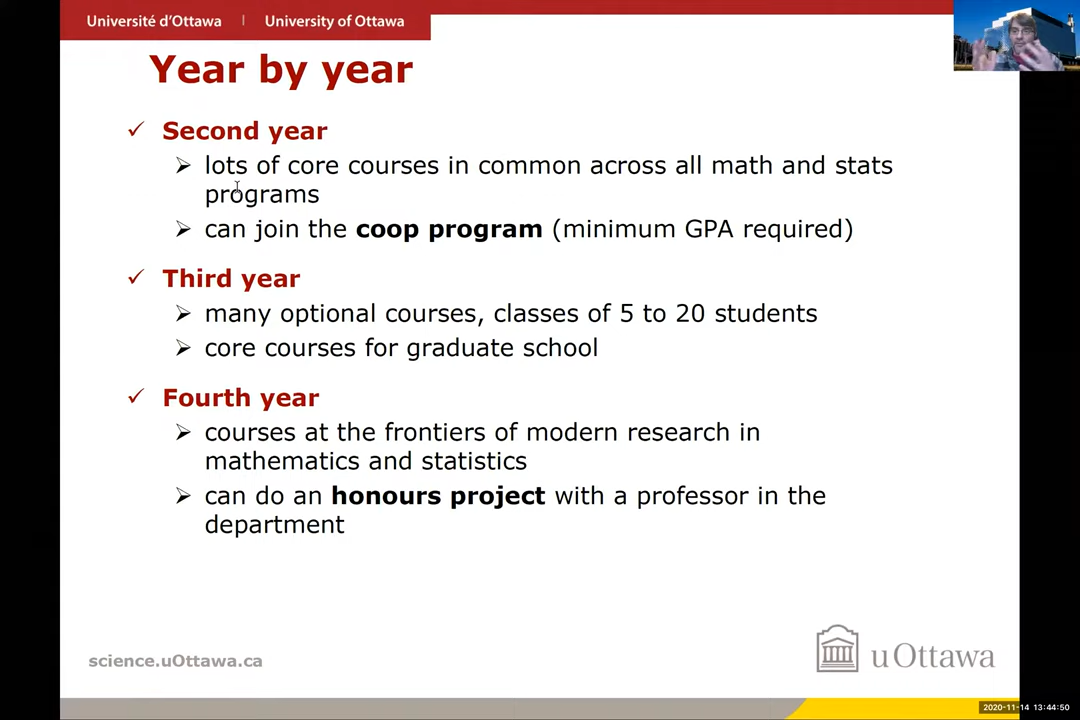 Université d'Ottawa | University of Ottawa
Year by year
✓ Second year
➢ lots of core courses in common across all math and stats
programs
➢ can join the coop program (minimum GPA required)
✓ Third year
➢ many optional courses, classes of 5 to 20 students
➢ core courses for graduate school
✓ Fourth year
➢ courses at the frontiers of modern research in
mathematics and statistics
➢ can do an honours project with a professor in the
department
science.uOttawa.ca
uOttawa
2020-11-14 13:44:50